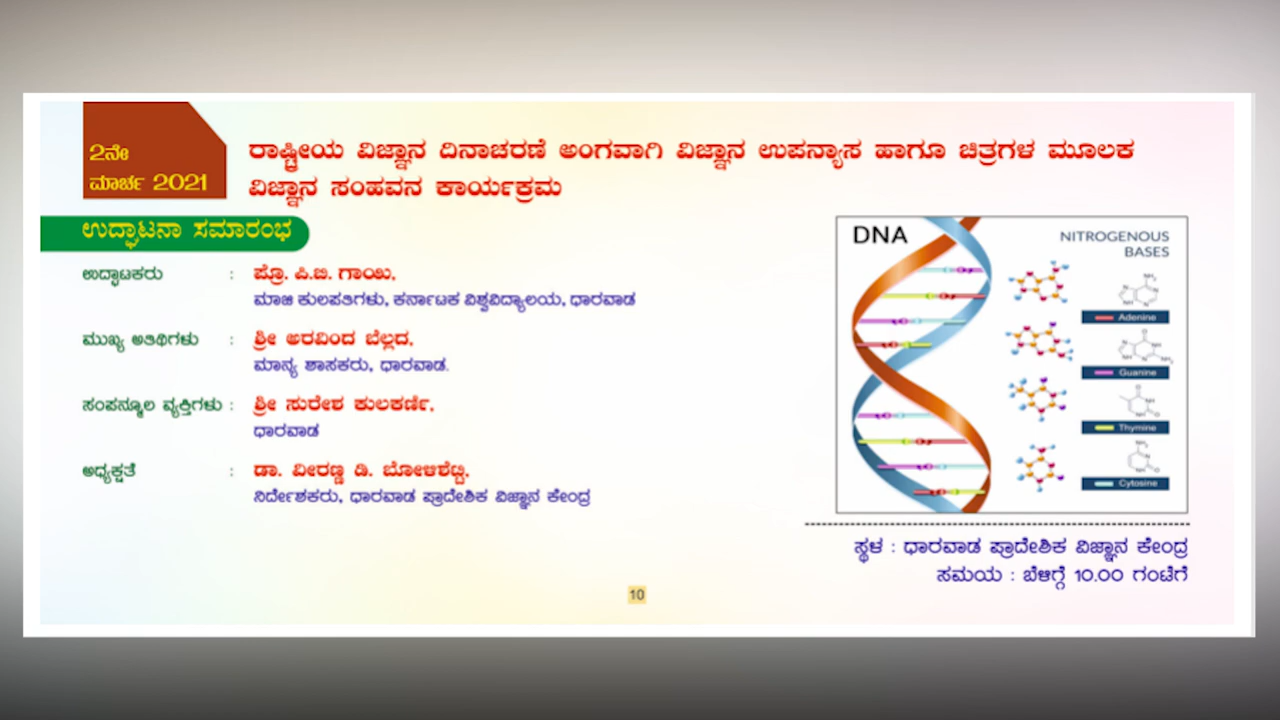 2ನೇ
ಮಾರ್ಚ 2021
ರಾಷ್ಟ್ರೀಯ ವಿಜ್ಞಾನ ದಿನಾಚರಣೆ ಅಂಗವಾಗಿ ವಿಜ್ಞಾನ ಉಪನ್ಯಾಸ ಹಾಗೂ ಚಿತ್ರಗಳ ಮೂಲಕ
ವಿಜ್ಞಾನ ಸಂಹವನ ಕಾರ್ಯಕ್ರಮ
ಉದ್ಘಾಟನಾ ಸಮಾರಂಭ
ಉದ್ಘಾಟಕರು : ಪ್ರೊ. ಪಿ.ಬಿ. ಗಾಯಿ.
ಮಾಜಿ ಕುಲಪತಿಗಳು, ಕರ್ನಾಟಕ ವಿಶ್ವವಿದ್ಯಾಲಯ, ಧಾರವಾಡ
ಮುಖ್ಯ ಅತಿಥಿಗಳು : ಶ್ರೀ ಅರವಿಂದ ಬೆಲ್ಲದ.
ಮಾನ್ಯ ಶಾಸಕರು, ಧಾರವಾಡ.
ಸಂಪನ್ಮೂಲ ವ್ಯಕ್ತಿಗಳು : ಶ್ರೀ ಸುರೇಶ ಕುಲಕರ್ಣಿ.
ಧಾರವಾಡ
ಅಧ್ಯಕ್ಷತೆ : ಡಾ. ವೀರಣ್ಣ ಡಿ. ಬೋಳಿಶೆಟ್ಟಿ.
ನಿರ್ದೇಶಕರು, ಧಾರವಾಡ ಪ್ರಾದೇಶಿಕ ವಿಜ್ಞಾನ ಕೇಂದ್ರ
DNA
NITROGENOUS
BASES
Adenine
Guanine
Thymine
Cytosine
ಸ್ಥಳ : ಧಾರವಾಡ ಪ್ರಾದೇಶಿಕ ವಿಜ್ಞಾನ ಕೇಂದ್ರ
ಸಮಯ : ಬೆಳಿಗ್ಗೆ 10.00 ಗಂಟೆಗೆ
10